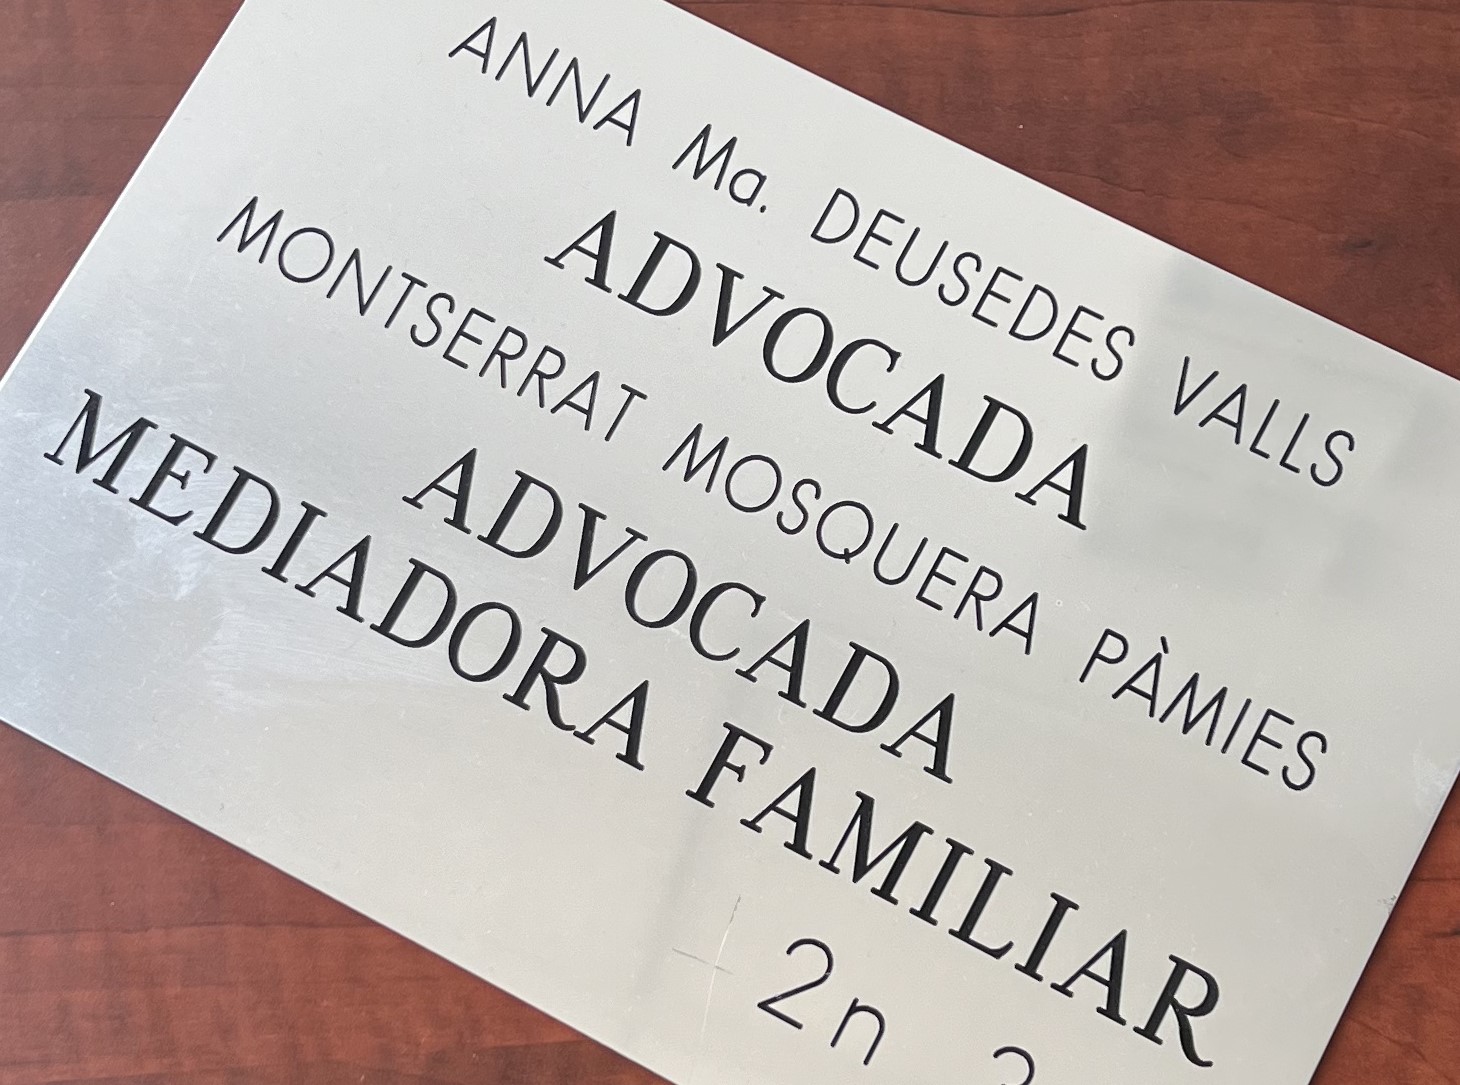 ANNA Ma. DEUSEDES VALLS
ADVOCADA
MONTSERRAT MOSQUERA PÀMIES
ADVOCADA
MEDIADORA FAMILIAR
2n